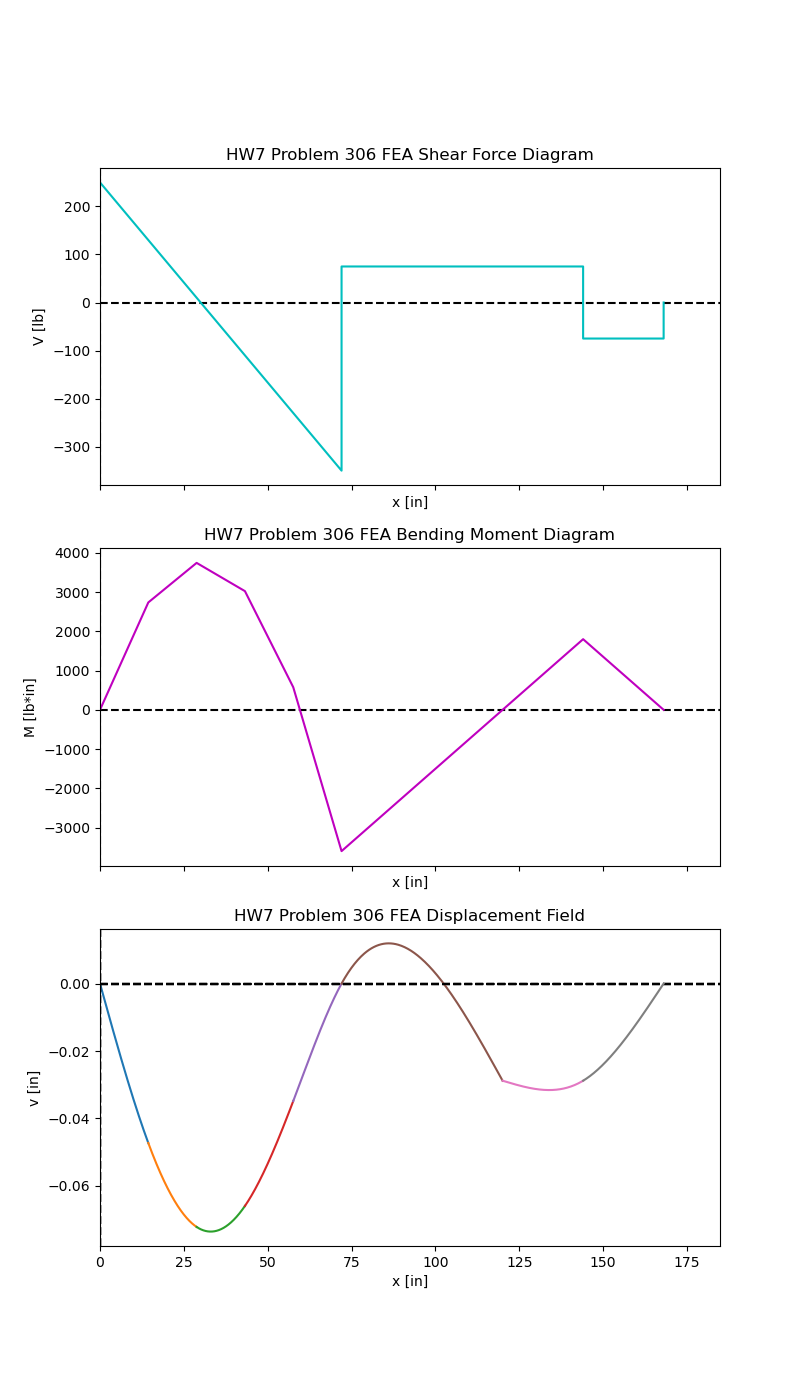 HW7 Problem 306 FEA Shear Force Diagram
200
100
0
−100
−200
−300
V [lb]
x [in]
HW7 Problem 306 FEA Bending Moment Diagram
4000
3000
2000
1000
0
−1000
−2000
−3000
M [lb*in]
x [in]
HW7 Problem 306 FEA Displacement Field
0.00
−0.02
−0.04
−0.06
v [in]
0 25 50 75 100 125 150 175
x [in]